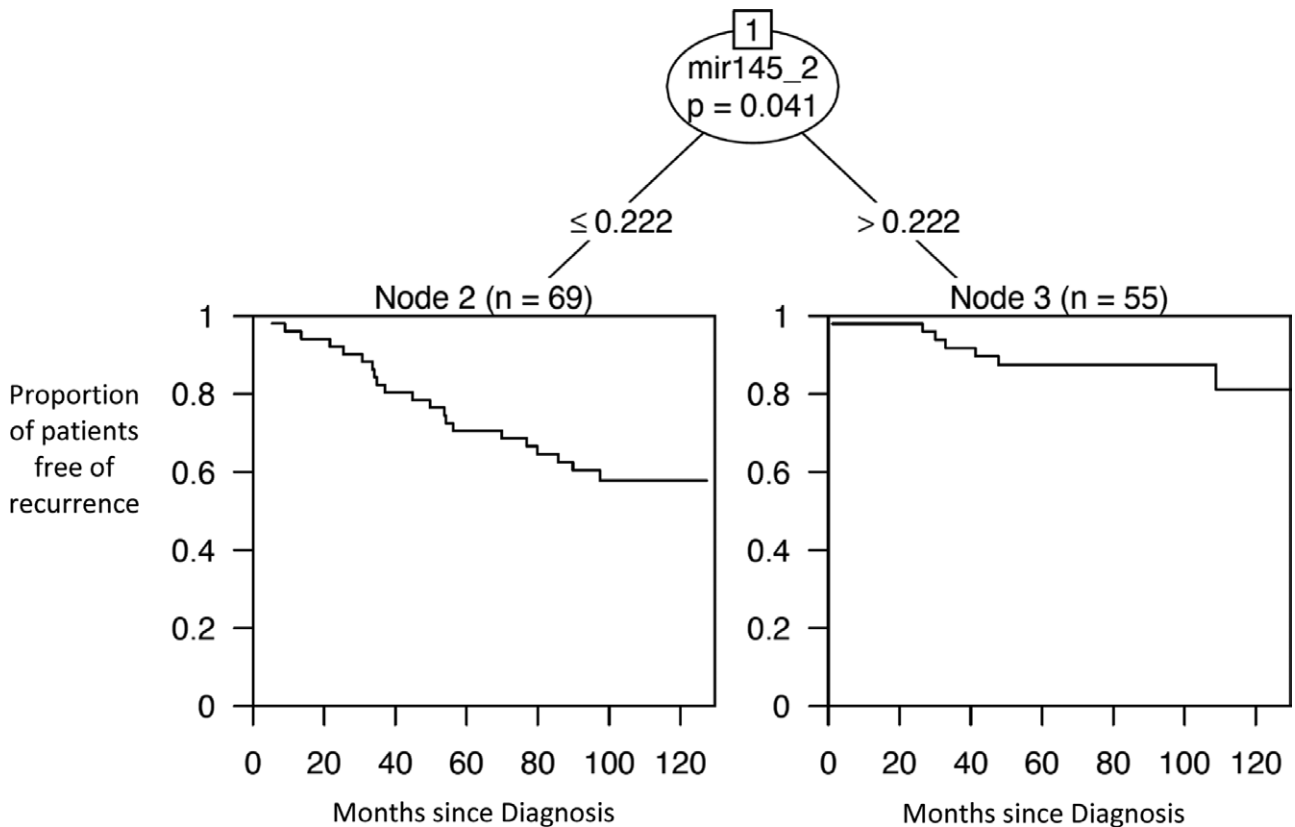 1
mir145_2
p = 0.041
≤ 0.222
> 0.222
Node 2 (n = 69)
Node 3 (n = 55)
Proportion
of patients
free of
recurrence
1
0.8
0.6
0.4
0.2
0
0 20 40 60 80 100 120
Months since Diagnosis
1
0.8
0.6
0.4
0.2
0
0 20 40 60 80 100 120
Months since Diagnosis